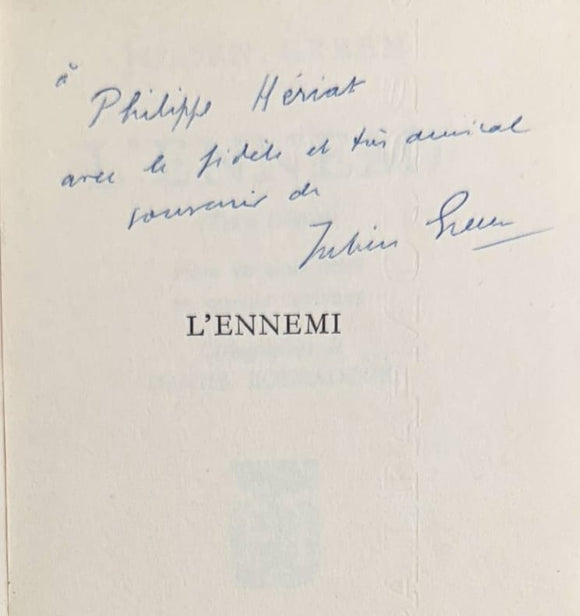 à
Philippe Hériat
avec le fidèle et très amical
souvenir de
Julien Green
L'ENNEMI